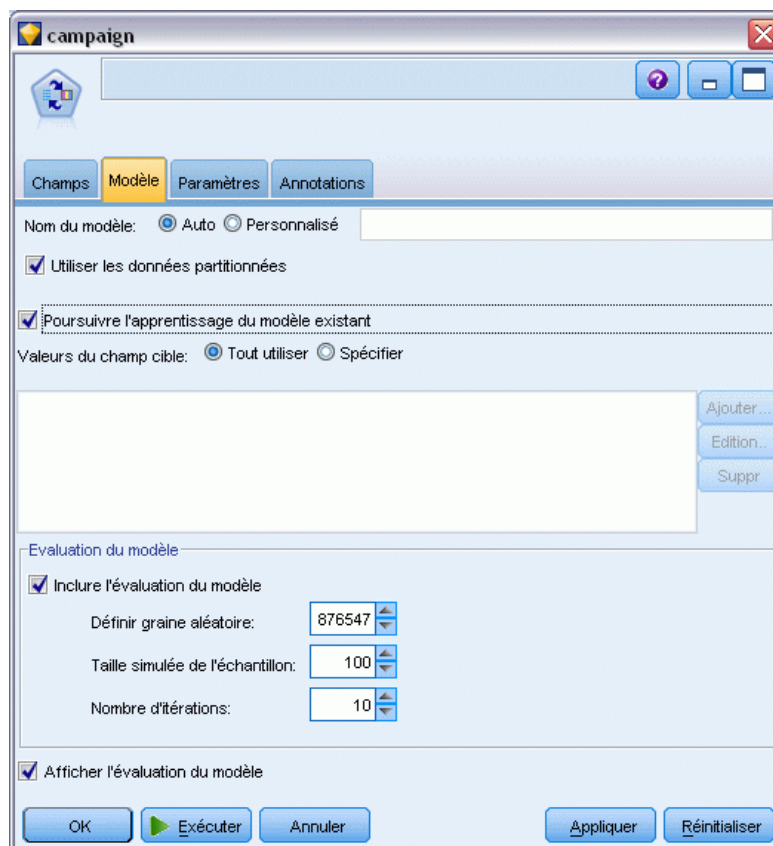 campaign
Champs Modèle Paramètres Annotations
Nom du modèle: Auto Personnalisé
Utiliser les données partitionnées
Poursuivre l'apprentissage du modèle existant
Valeurs du champ cible: Tout utiliser Spécifier
Ajouter...
Edition...
Suppr
Evaluation du modèle
Inclure l'évaluation du modèle
Définir graine aléatoire: 876547
Taille simulée de l'échantillon: 100
Nombre d'itérations: 10
Afficher l'évaluation du modèle
OK Exécuter Annuler Appliquer Réinitialiser